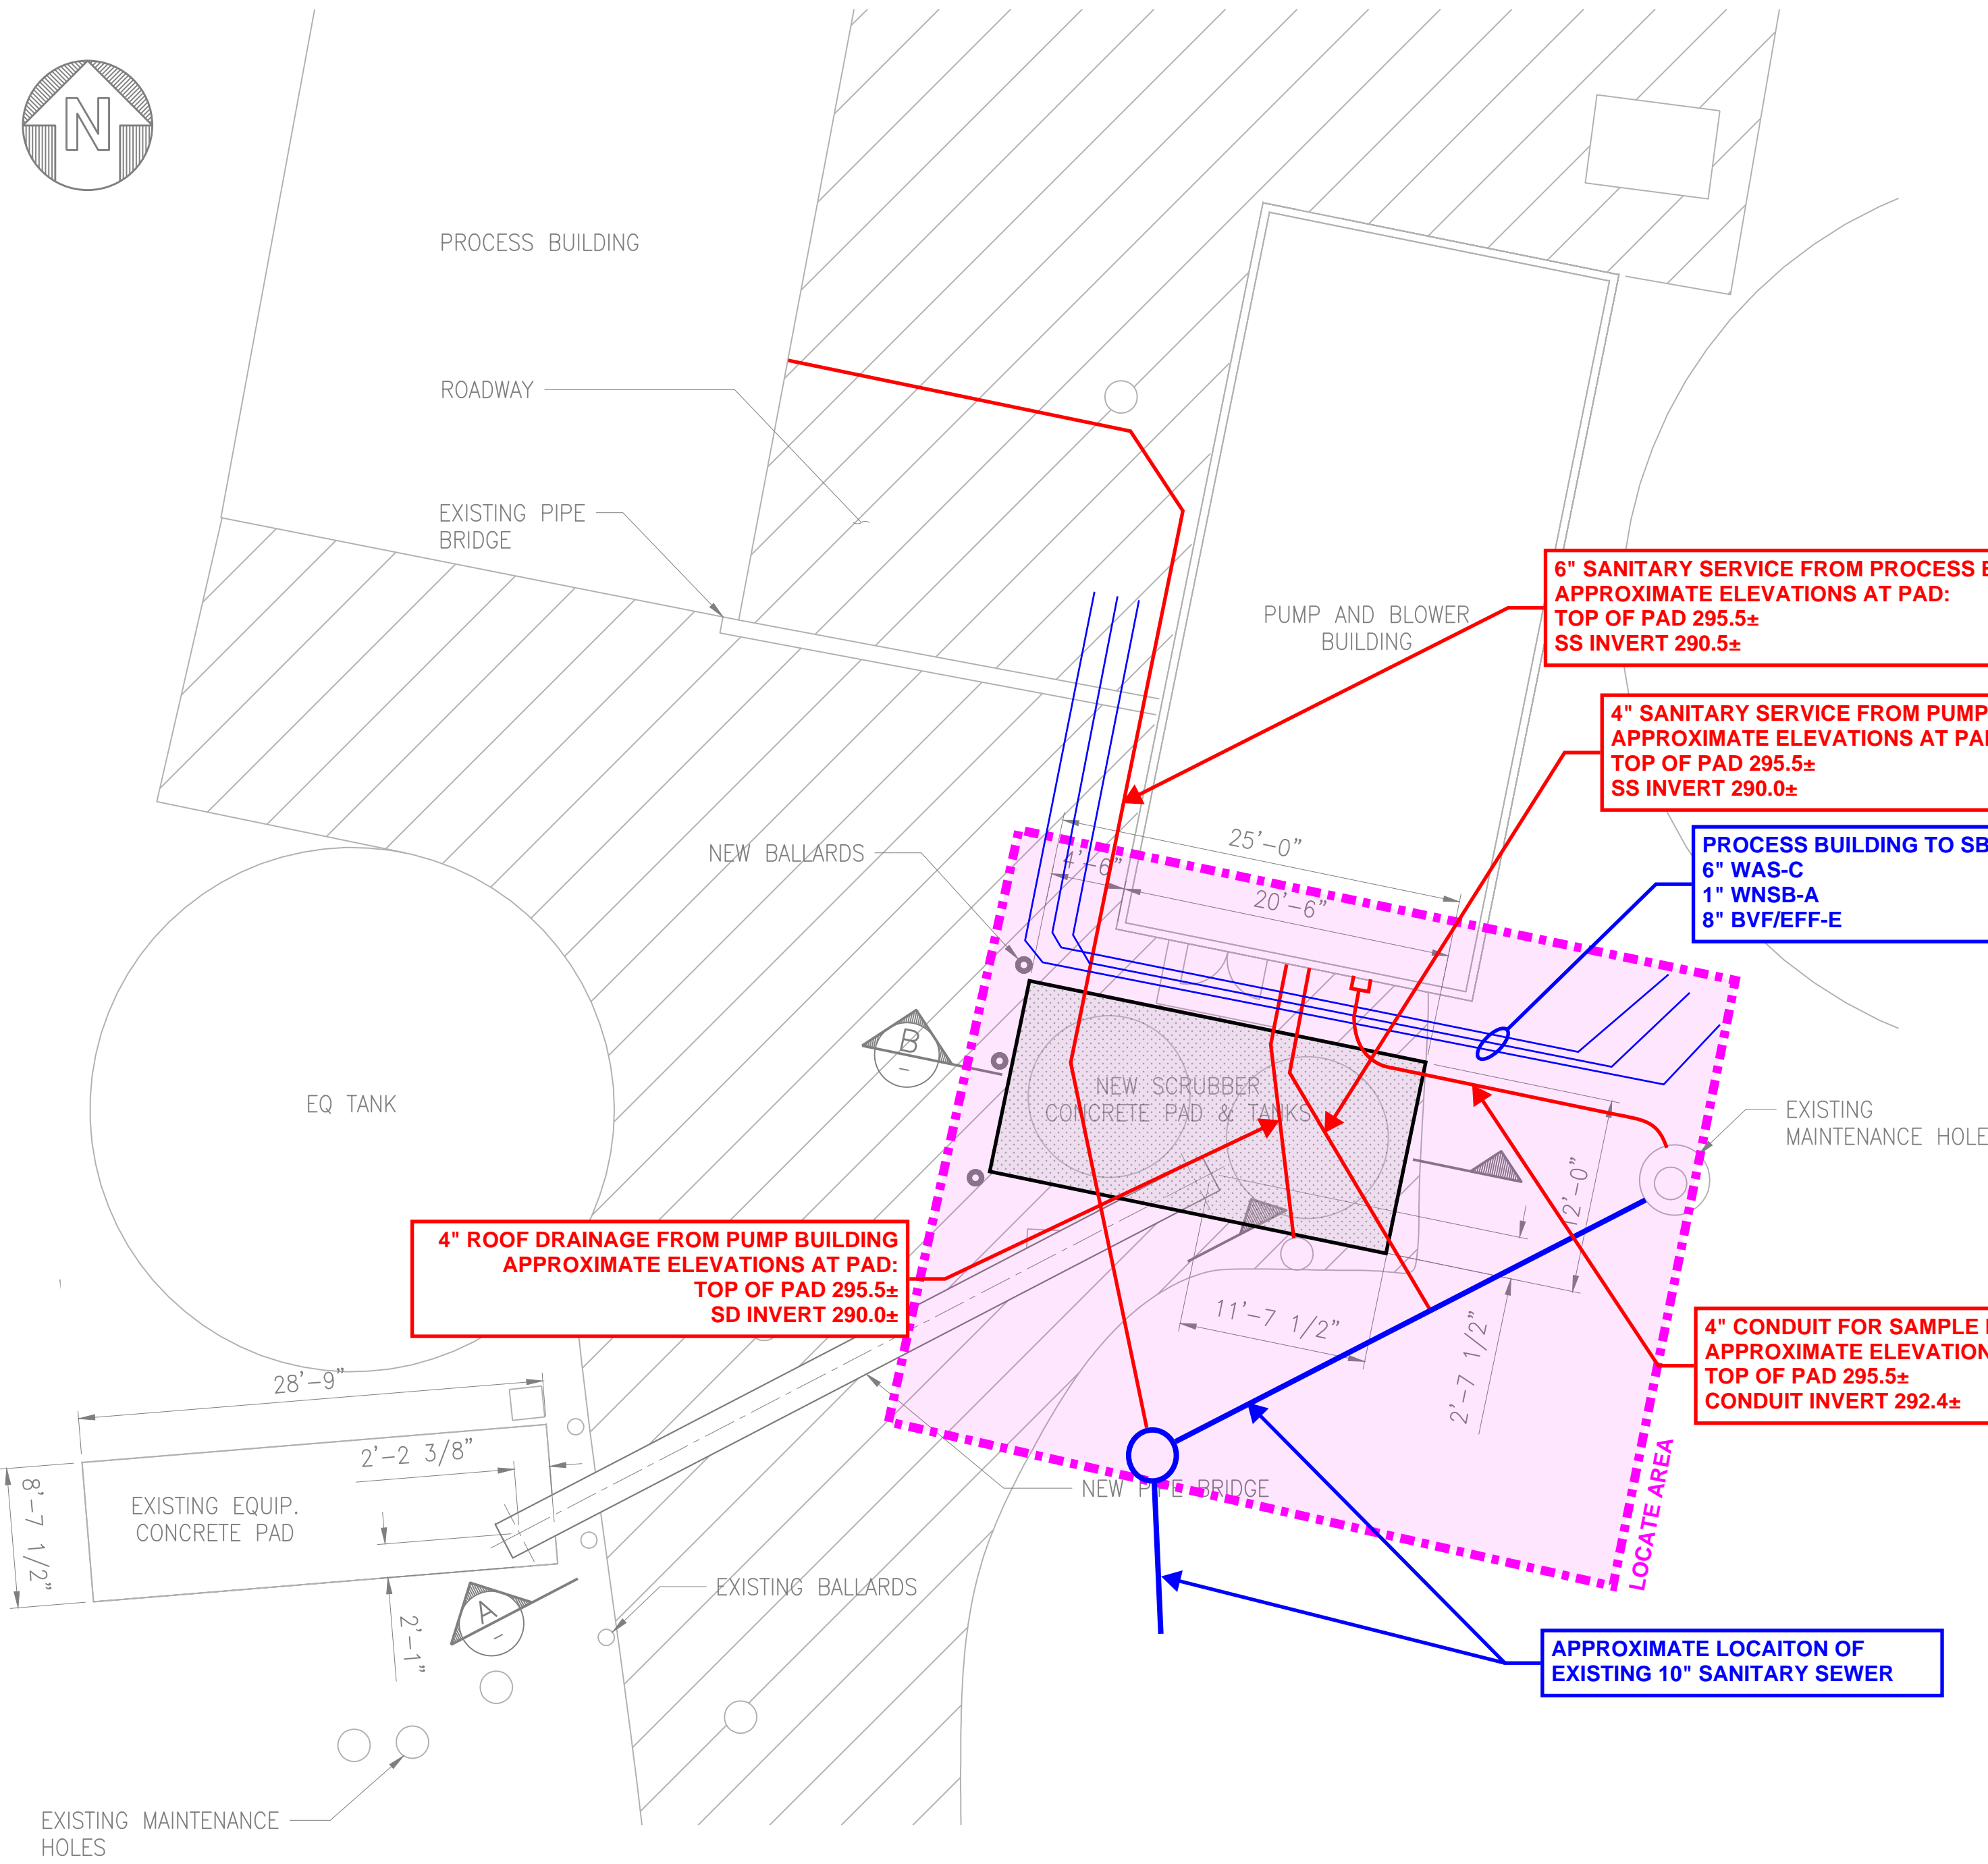 N
PROCESS BUILDING
ROADWAY
EXISTING PIPE
BRIDGE
PUMP AND BLOWER
BUILDING
6" SANITARY SERVICE FROM PROCESS
APPROXIMATE ELEVATIONS AT PAD:
TOP OF PAD 295.5±
SS INVERT 290.5±
4" SANITARY SERVICE FROM PUMP
APPROXIMATE ELEVATIONS AT PAD
TOP OF PAD 295.5±
SS INVERT 290.0±
PROCESS BUILDING TO SB
6" WAS-C
1" WNSB-A
8" BVF/EFF-E
NEW BALLARDS
25'-0"
4'-6"
20'-6"
B
-
NEW SCRUBBER
CONCRETE PAD & TANKS
EQ TANK
EXISTING
MAINTENANCE HOLE
12'-0"
4" ROOF DRAINAGE FROM PUMP BUILDING
APPROXIMATE ELEVATIONS AT PAD:
TOP OF PAD 295.5±
SD INVERT 290.0±
11'-7 1/2"
2'-7 1/2"
4" CONDUIT FOR SAMPLE
APPROXIMATE ELEVATION
TOP OF PAD 295.5±
CONDUIT INVERT 292.4±
28'-9"
2'-2 3/8"
8'-7 1/2"
EXISTING EQUIP.
CONCRETE PAD
NEW PIPE BRIDGE
LOCATE AREA
A
-
2'-1"
EXISTING BALLARDS
APPROXIMATE LOCAITON OF
EXISTING 10" SANITARY SEWER
EXISTING MAINTENANCE
HOLES